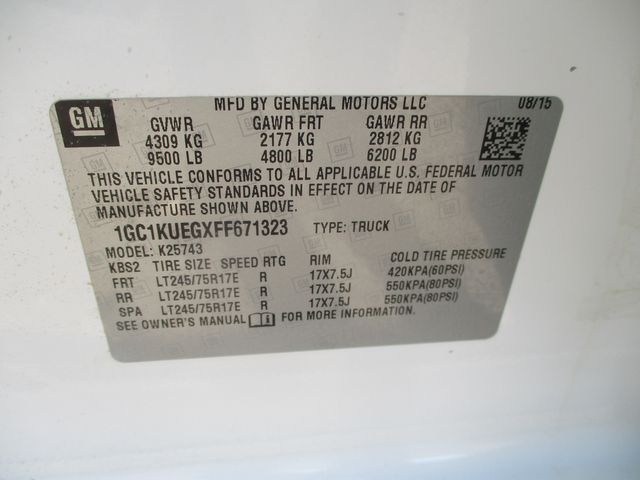 MFD BY GENERAL MOTORS LLC 08/15
GM
GVWR GAWR FRT GAWR RR
4309 KG 2177 KG 2812 KG
9500 LB 4800 LB 6200 LB
THIS VEHICLE CONFORMS TO ALL APPLICABLE U.S. FEDERAL MOTOR
VEHICLE SAFETY STANDARDS IN EFFECT ON THE DATE OF
MANUFACTURE SHOWN ABOVE.
1GC1KUEGXFF671323 TYPE: TRUCK
MODEL: K25743
KBS2 TIRE SIZE SPEED RTG RIM COLD TIRE PRESSURE
FRT LT245/75R17E R 17X7.5J 420KPA(60PSI)
RR LT245/75R17E R 17X7.5J 550KPA(80PSI)
SPA LT245/75R17E R 17X7.5J 550KPA(80PSI)
SEE OWNER'S MANUAL FOR MORE INFORMATION.